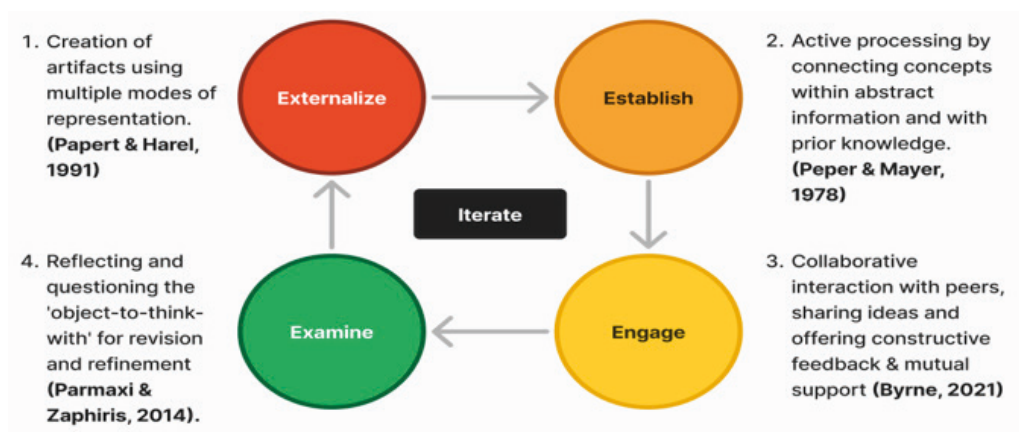 1. Creation of
artifacts using
multiple modes of
representation.
(Papert & Harel,
1991)
Externalize
Establish
2. Active processing by
connecting concepts
within abstract
information and with
prior knowledge.
(Peper & Mayer,
1978)
Iterate
4. Reflecting and
questioning the
'object-to-think-
with' for revision
and refinement
(Parmaxi &
Zaphiris, 2014).
Examine
Engage
3. Collaborative
interaction with peers,
sharing ideas and
offering constructive
feedback & mutual
support (Byrne, 2021)